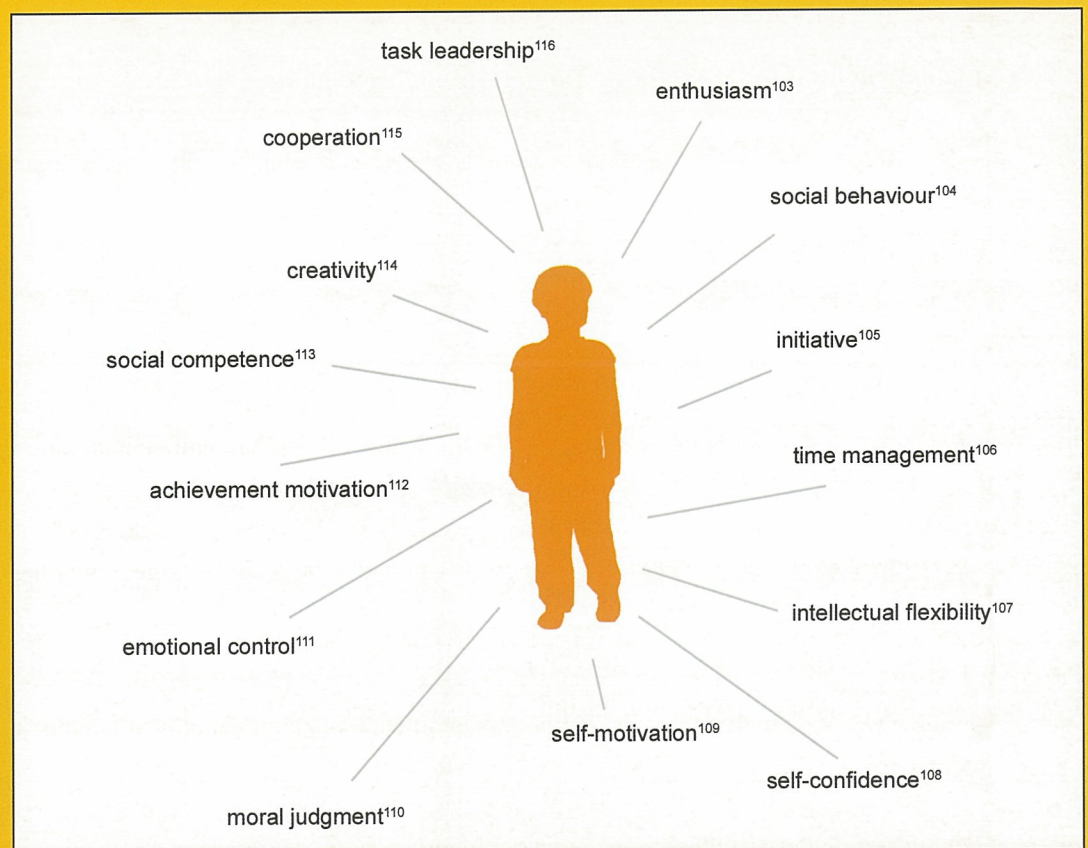 task leadership¹¹⁶
enthusiasm¹⁰³
cooperation¹¹⁵
social behaviour¹⁰⁴
creativity¹¹⁴
initiative¹⁰⁵
social competence¹¹³
time management¹⁰⁶
achievement motivation¹¹²
intellectual flexibility¹⁰⁷
emotional control¹¹¹
self-motivation¹⁰⁹
self-confidence¹⁰⁸
moral judgment¹¹⁰